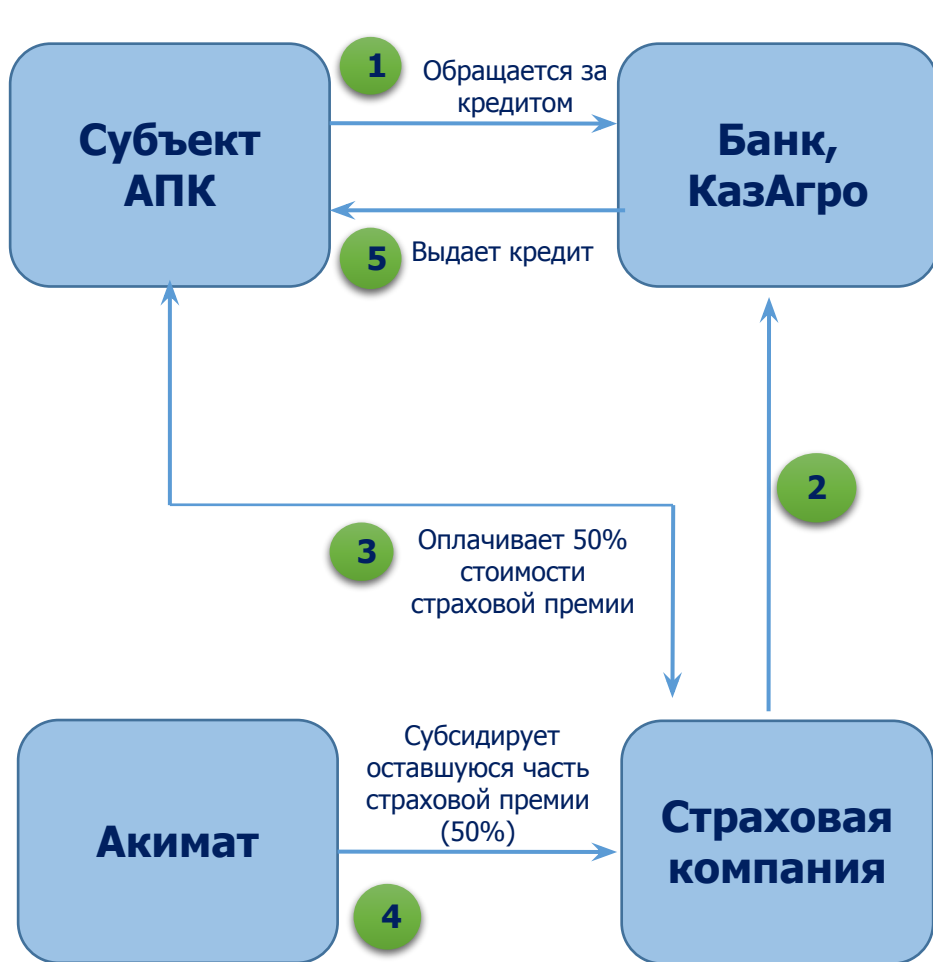 1
Обращается за
кредитом
Субъект
АПК
Банк,
КазАгро
5
Выдает кредит
2
3
Оплачивает 50%
стоимости
страховой премии
Субсидирует
оставшуюся часть
страховой премии
(50%)
Акимат
Страховая
компания
4